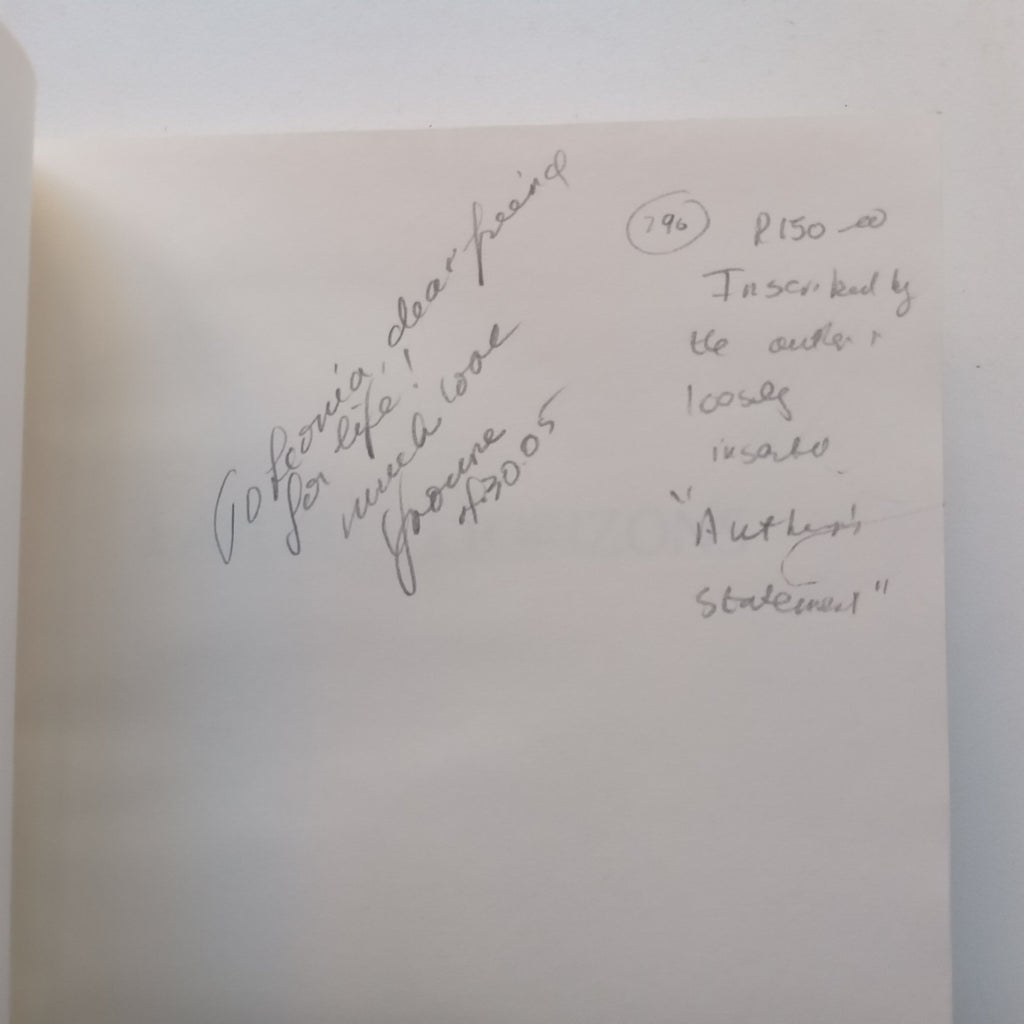 To Leonia, dear friend
for life!
much love
Yvonne
4.30.05
796
R150-00
Inscribed by
the author +
loosely
inserted
"Author's
Statement"